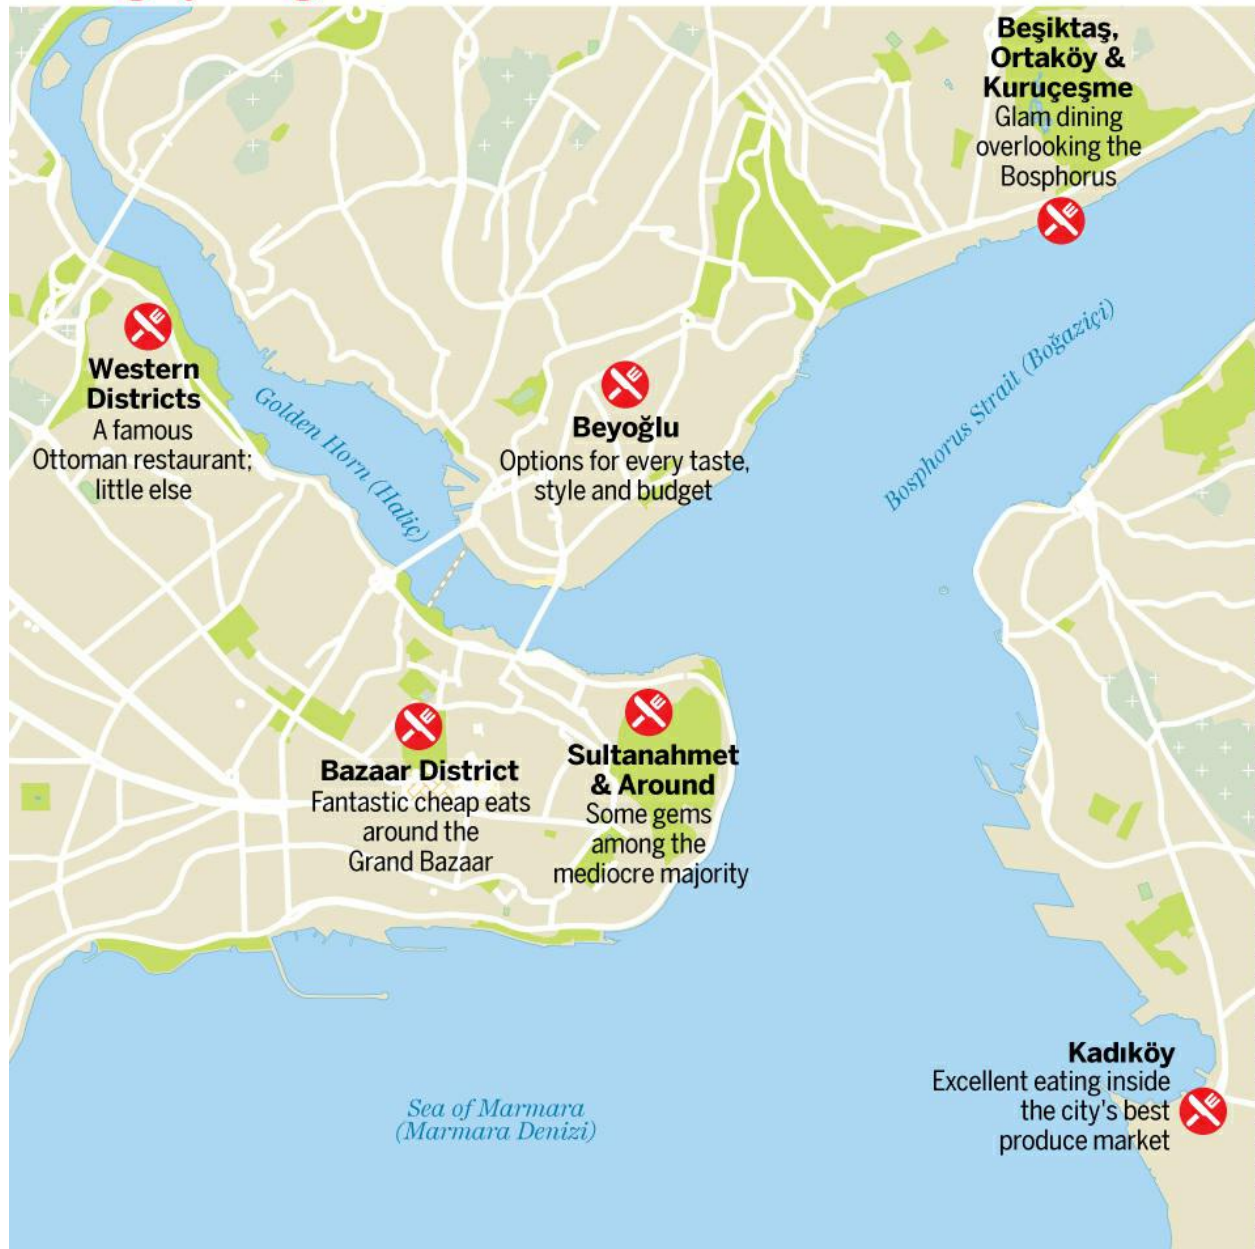 Beşiktaş,
Ortaköy &
Kuruçeşme
Glam dining
overlooking the
Bosphorus
Bosphorus Strait (Boğaziçi)
Western
Districts
A famous
Ottoman restaurant;
little else
Golden Horn (Haliç)
Beyoğlu
Options for every taste,
style and budget
Bazaar District
Fantastic cheap eats
around the
Grand Bazaar
Sultanahmet
& Around
Some gems
among the
mediocre majority
Kadıköy
Excellent eating inside
the city's best
produce market
Sea of Marmara
(Marmara Denizi)